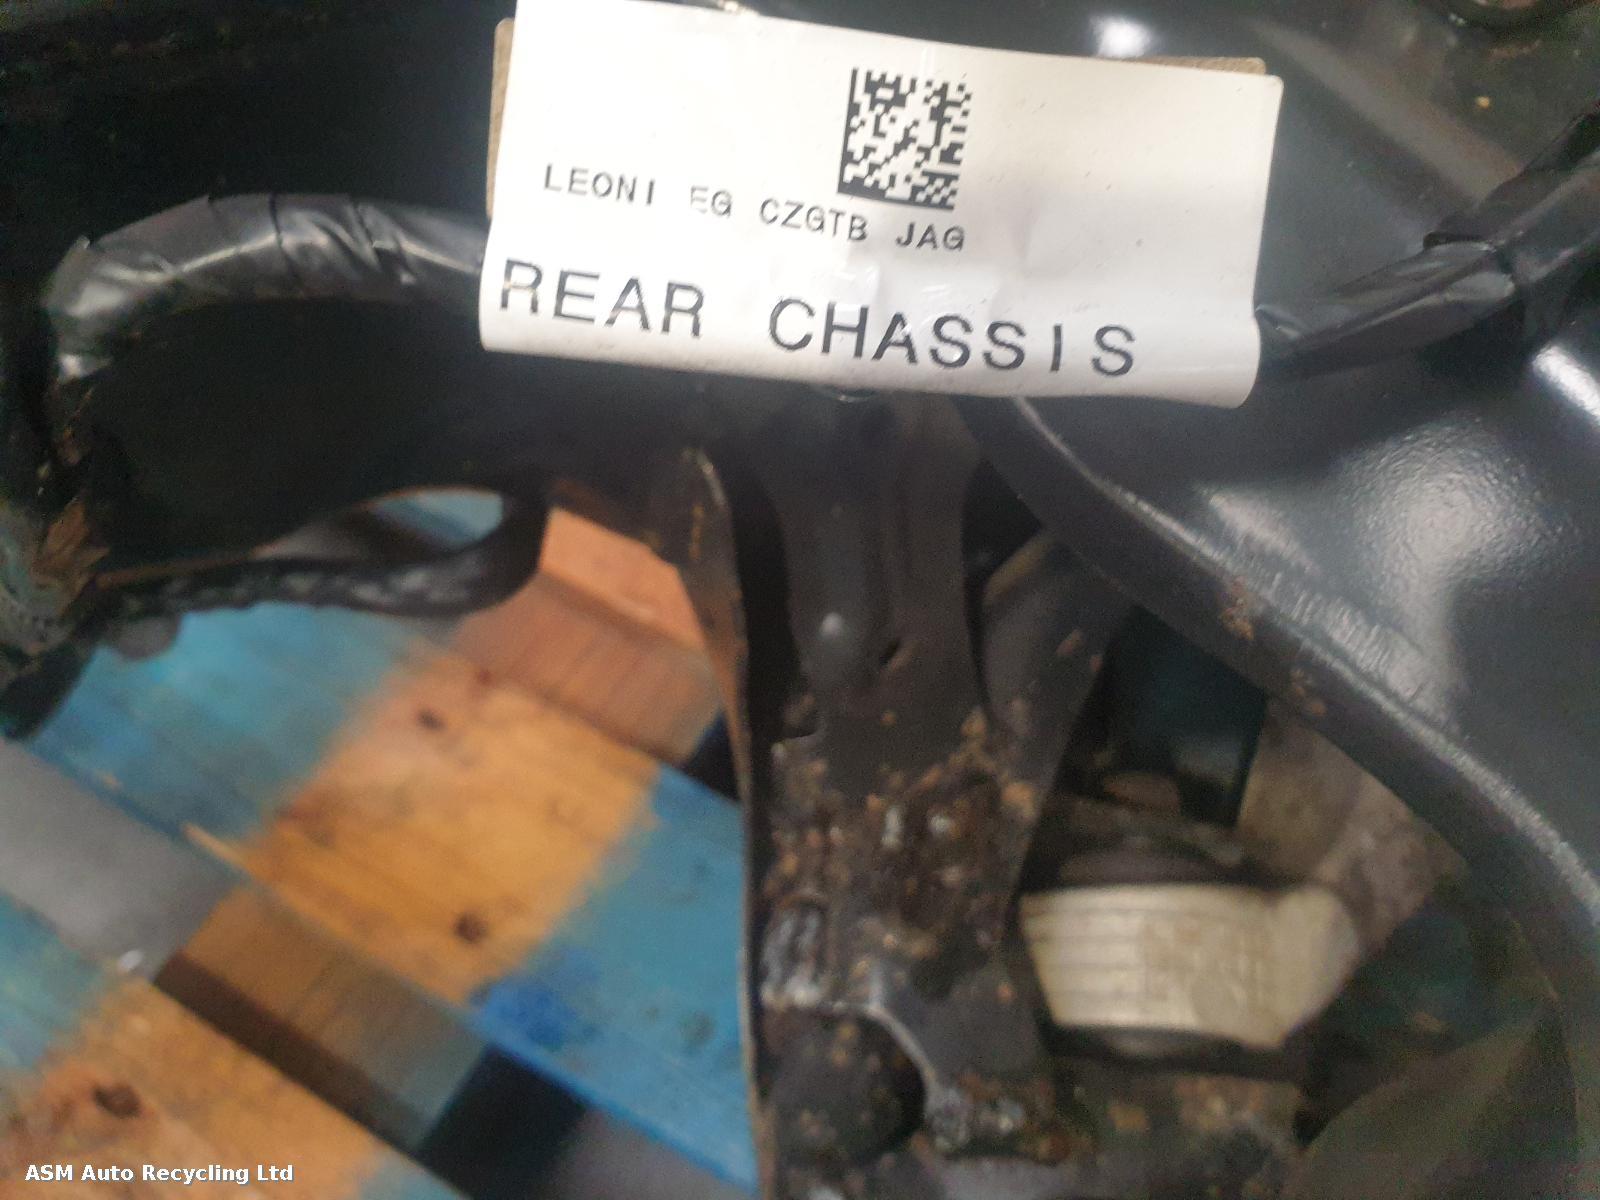 LEONI EG CZGTB JAG
REAR CHASSIS
ASM Auto Recycling Ltd